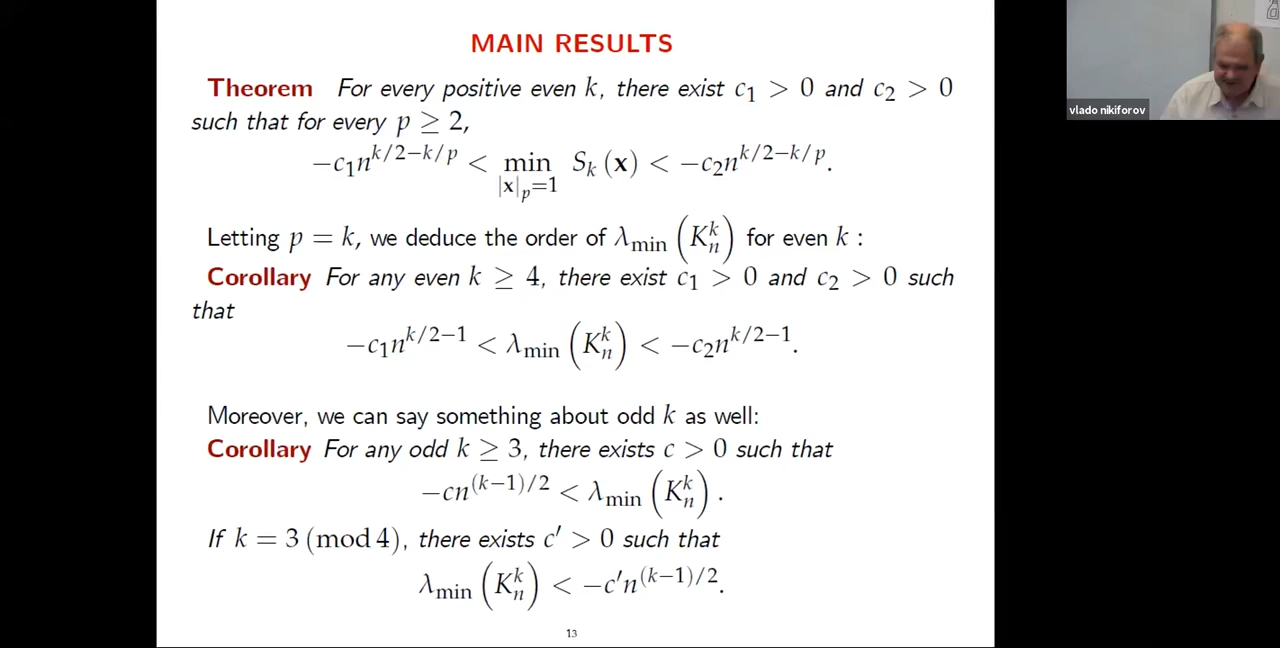 MAIN RESULTS
Theorem For every positive even k, there exist c₁ > 0 and c₂ > 0
such that for every p ≥ 2,
−c₁n^{k/2−k/p} < min_{|x|_p=1} S_k (x) < −c₂n^{k/2−k/p}.
Letting p = k, we deduce the order of λ_min (K_n^k) for even k :
Corollary For any even k ≥ 4, there exist c₁ > 0 and c₂ > 0 such
that
−c₁n^{k/2−1} < λ_min (K_n^k) < −c₂n^{k/2−1}.
Moreover, we can say something about odd k as well:
Corollary For any odd k ≥ 3, there exists c > 0 such that
−cn^{(k−1)/2} < λ_min (K_n^k) .
If k = 3 (mod 4), there exists c′ > 0 such that
λ_min (K_n^k) < −c′n^{(k−1)/2}.
13
vlado nikiforov